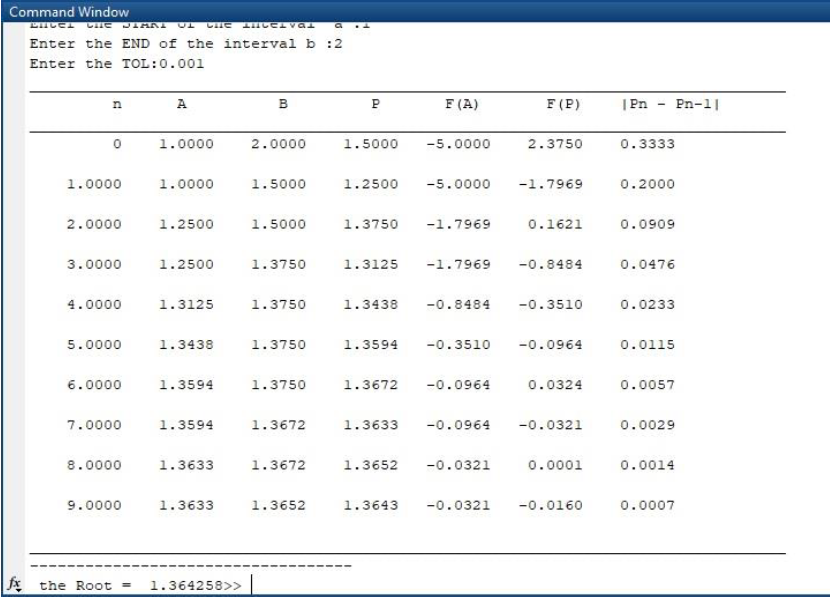 Command Window
Enter the START of the interval a :1
Enter the END of the interval b :2
Enter the TOL:0.001
n A B P F(A) F(P) |Pn - Pn-1|
0 1.0000 2.0000 1.5000 -5.0000 2.3750 0.3333
1.0000 1.0000 1.5000 1.2500 -5.0000 -1.7969 0.2000
2.0000 1.2500 1.5000 1.3750 -1.7969 0.1621 0.0909
3.0000 1.2500 1.3750 1.3125 -1.7969 -0.8484 0.0476
4.0000 1.3125 1.3750 1.3438 -0.8484 -0.3510 0.0233
5.0000 1.3438 1.3750 1.3594 -0.3510 -0.0964 0.0115
6.0000 1.3594 1.3750 1.3672 -0.0964 0.0324 0.0057
7.0000 1.3594 1.3672 1.3633 -0.0964 -0.0321 0.0029
8.0000 1.3633 1.3672 1.3652 -0.0321 0.0001 0.0014
9.0000 1.3633 1.3652 1.3643 -0.0321 -0.0160 0.0007
-----------------------------------
fx the Root = 1.364258>>